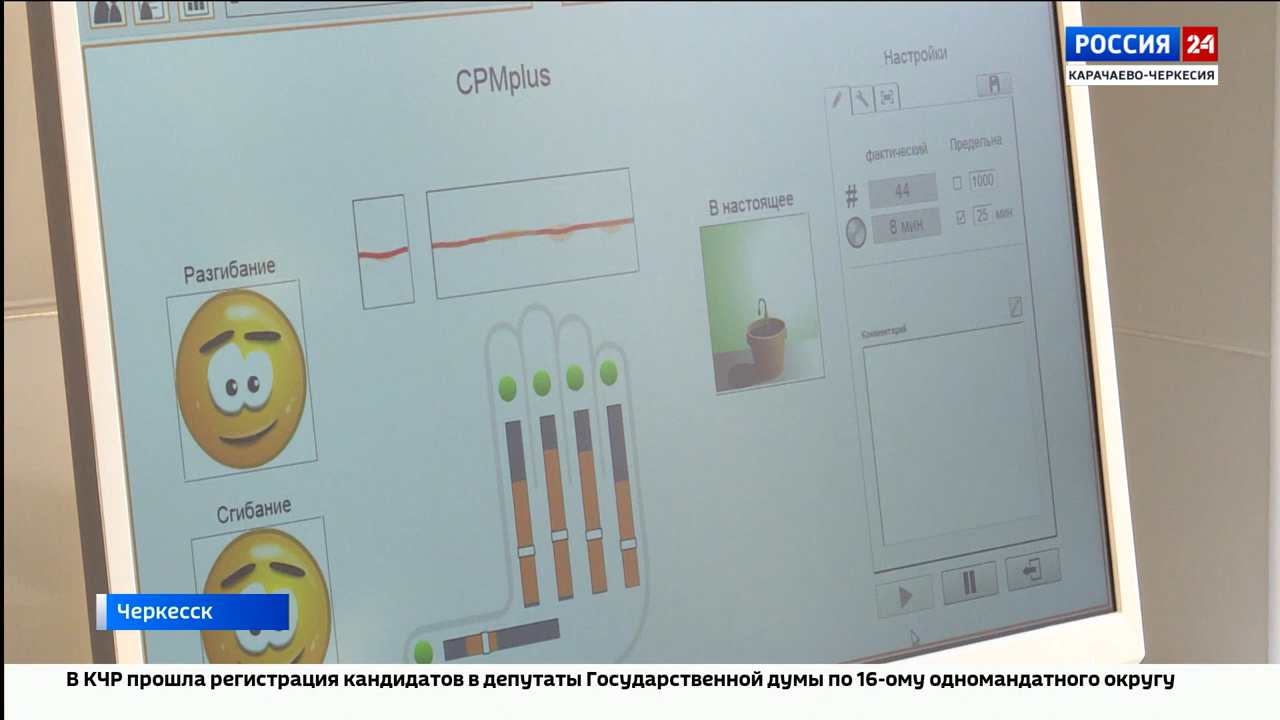 РОССИЯ 24
КАРАЧАЕВО-ЧЕРКЕСИЯ
CPMplus
Настройки
фактический
Предельна
#
44
1000
8 мин
25 мин
В настоящее
Разгибание
Комментарий
Сгибание
Черкесск
В КЧР прошла регистрация кандидатов в депутаты Государственной думы по 16-ому одномандатного округу